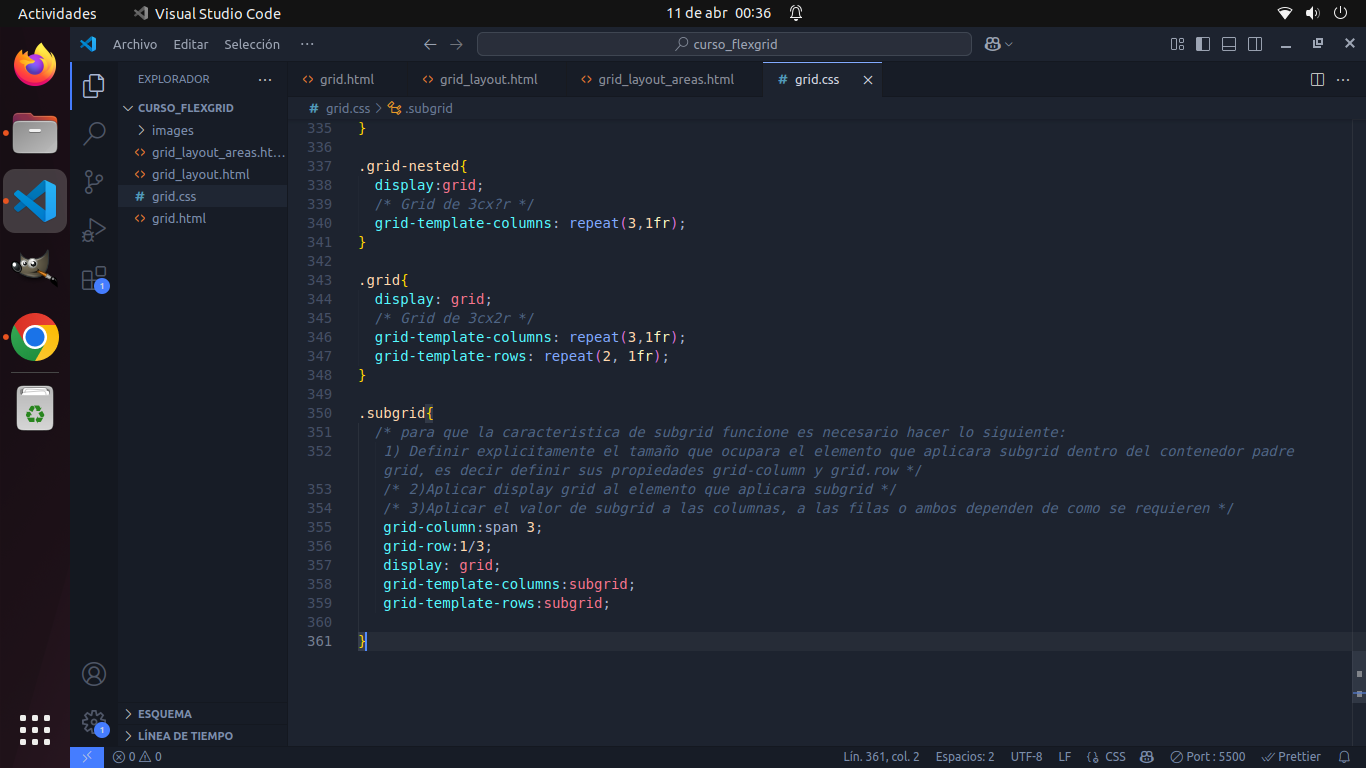 Actividades
Visual Studio Code
11 de abr 00:36
Archivo Editar Selección ···
curso_flexgrid
EXPLORADOR
grid.html
grid_layout.html
grid_layout_areas.html
grid.css
CURSO_FLEXGRID
images
grid_layout_areas.ht...
grid_layout.html
grid.css
grid.html
grid.css > .subgrid
335 }
336
337 .grid-nested{
338 display:grid;
339 /* Grid de 3cx?r */
340 grid-template-columns: repeat(3,1fr);
341 }
342
343 .grid{
344 display: grid;
345 /* Grid de 3cx2r */
346 grid-template-columns: repeat(3,1fr);
347 grid-template-rows: repeat(2, 1fr);
348 }
349
350 .subgrid{
351 /* para que la caracteristica de subgrid funcione es necesario hacer lo siguiente:
352 1) Definir explicitamente el tamaño que ocupara el elemento que aplicara subgrid dentro del contenedor padre
grid, es decir definir sus propiedades grid-column y grid.row */
353 /* 2)Aplicar display grid al elemento que aplicara subgrid */
354 /* 3)Aplicar el valor de subgrid a las columnas, a las filas o ambos dependen de como se requieren */
355 grid-column:span 3;
356 grid-row:1/3;
357 display: grid;
358 grid-template-columns:subgrid;
359 grid-template-rows:subgrid;
360
361 }
1
1
ESQUEMA
LÍNEA DE TIEMPO
0 0
Lín. 361, col. 2
Espacios: 2
UTF-8
LF
CSS
Port : 5500
Prettier